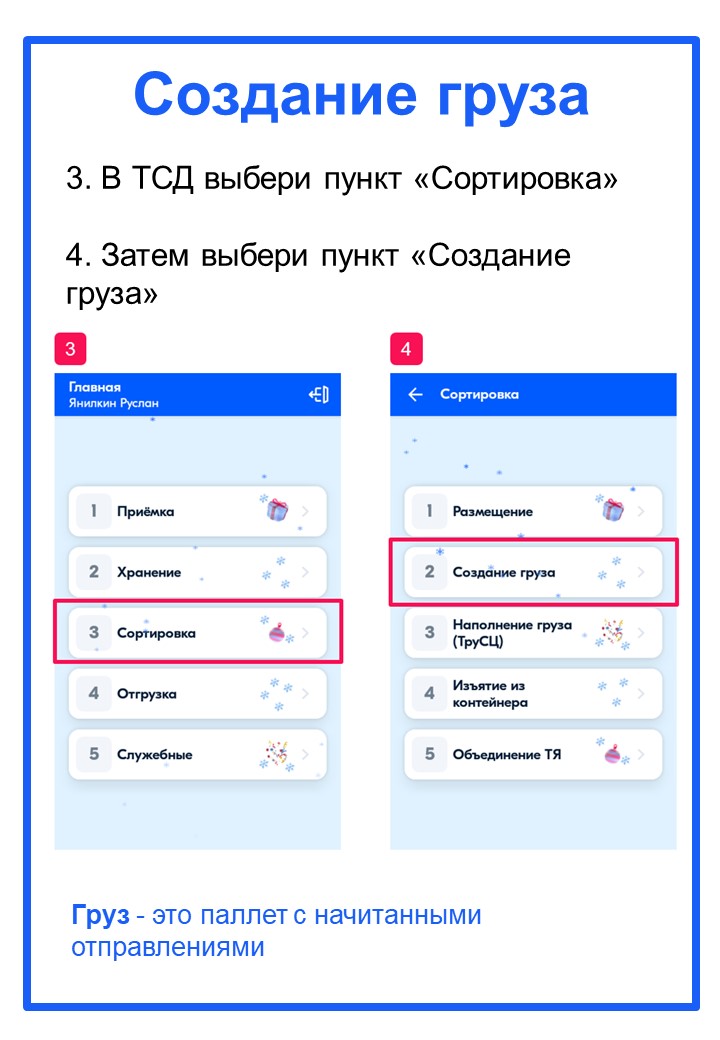 Создание груза
3. В ТСД выбери пункт «Сортировка»
4. Затем выбери пункт «Создание
груза»
3
Главная
Янилкин Руслан
1 Приёмка
2 Хранение
3 Сортировка
4 Отгрузка
5 Служебные
4
Сортировка
1 Размещение
2 Создание груза
3 Наполнение груза
(ТруСЦ)
4 Изъятие из
контейнера
5 Объединение ТЯ
Груз - это паллет с начитанными
отправлениями